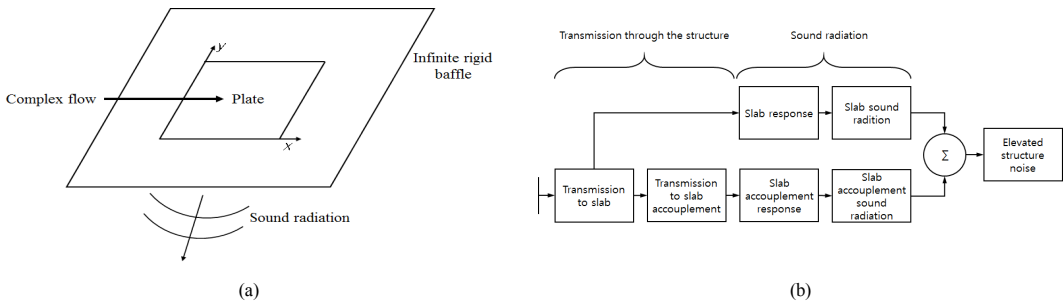 y
Infinite rigid
baffle
Complex flow
Plate
x
Sound radiation
(a)
Transmission through the structure
Sound radiation
Slab response
Slab sound
radition
Σ
Elevated
structure
noise
Transmission
to slab
Transmission
to slab
accouplement
Slab
accouplement
response
Slab
accouplement
sound
radiation
(b)